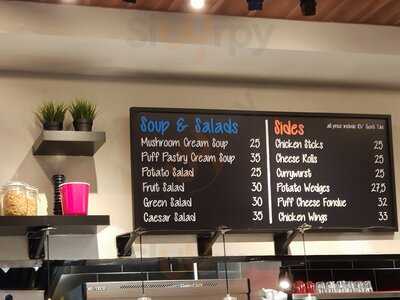 Soup & Salads
Mushroom Cream Soup 25
Puff Pastry Cream Soup 35
Potato Salad 25
Fruit Salad 30
Green Salad 30
Caesar Salad 35
Sides
Chicken Sticks 25
Cheese Rolls 25
Currywurst 25
Potato Wedges 27,5
Puff Cheese Fondue 32
Chicken Wings 33